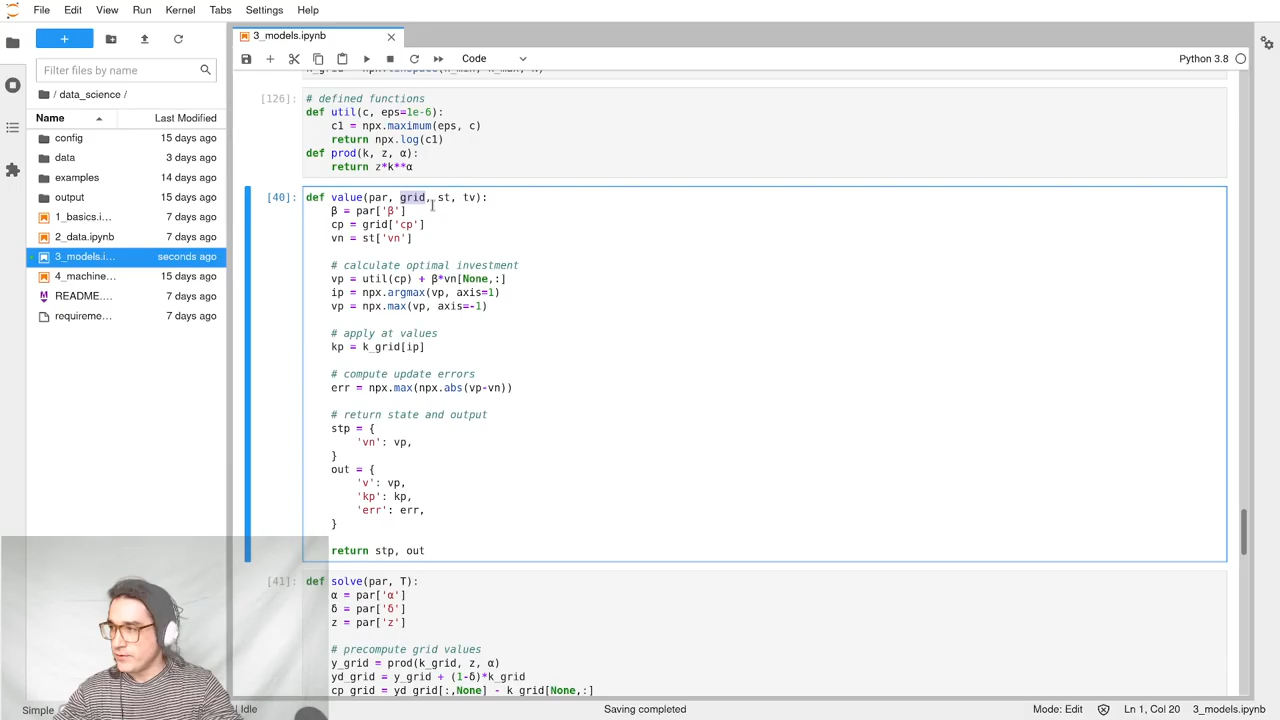 File Edit View Run Kernel Tabs Settings Help
3_models.ipynb
Code
Python 3.8
Filter files by name
/ data_science /
Name Last Modified
config 15 days ago
data 3 days ago
examples 14 days ago
output 15 days ago
1_basics.i… 7 days ago
2_data.ipynb 7 days ago
3_models.i… seconds ago
4_machine… 15 days ago
README.… 7 days ago
requireme… 7 days ago
[126]:
# defined functions
def util(c, eps=1e-6):
    c1 = npx.maximum(eps, c)
    return npx.log(c1)
def prod(k, z, α):
    return z*k**α
[40]:
def value(par, grid, st, tv):
    β = par['β']
    cp = grid['cp']
    vn = st['vn']
    # calculate optimal investment
    vp = util(cp) + β*vn[None,:]
    ip = npx.argmax(vp, axis=1)
    vp = npx.max(vp, axis=-1)
    # apply at values
    kp = k_grid[ip]
    # compute update errors
    err = npx.max(npx.abs(vp-vn))
    # return state and output
    stp = {
        'vn': vp,
    }
    out = {
        'v': vp,
        'kp': kp,
        'err': err,
    }
    return stp, out
[41]:
def solve(par, T):
    α = par['α']
    δ = par['δ']
    z = par['z']
    # precompute grid values
    y_grid = prod(k_grid, z, α)
    yd_grid = y_grid + (1-δ)*k_grid
    cp_grid = yd_grid[:,None] - k_grid[None,:]
Simple
Idle
Saving completed
Mode: Edit
Ln 1, Col 20
3_models.ipynb